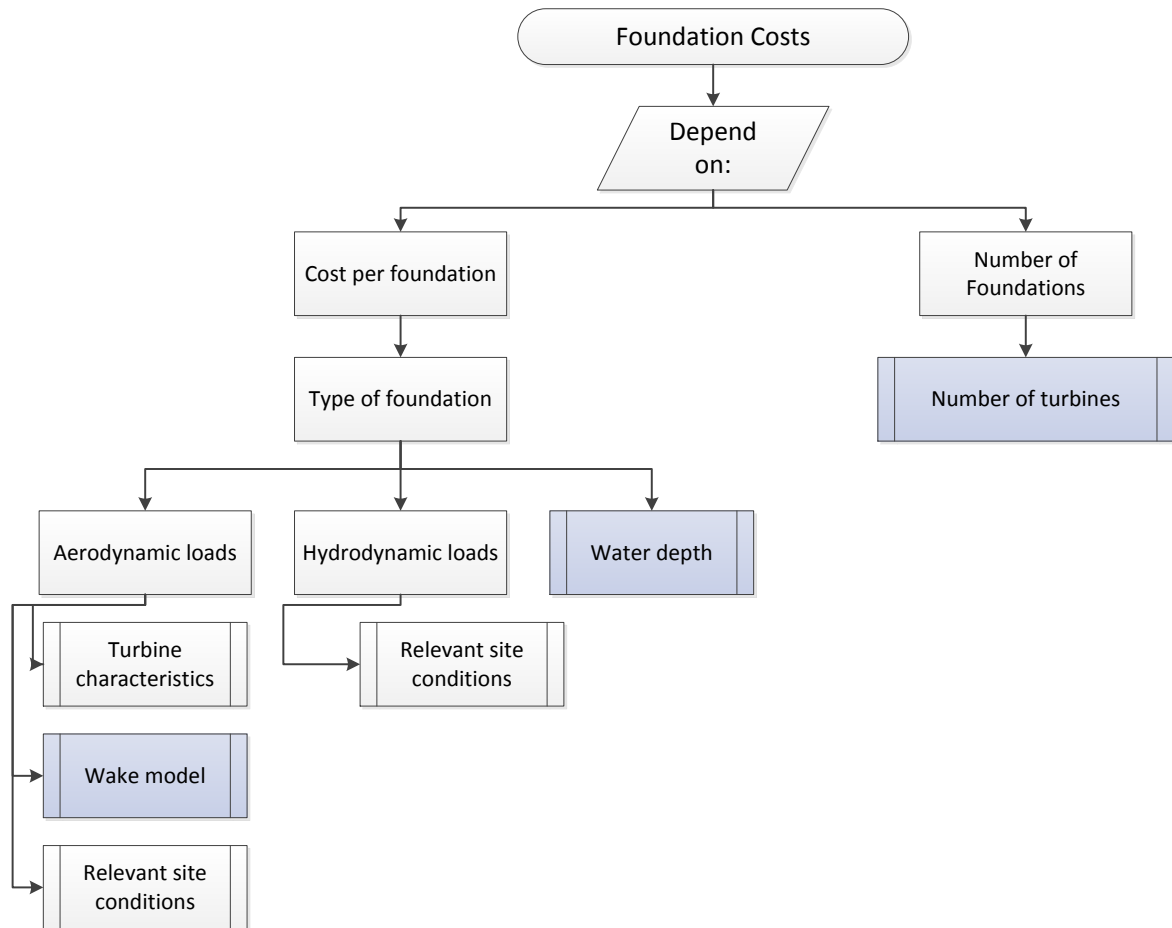 Foundation Costs
Depend
on:
Cost per foundation
Number of
Foundations
Type of foundation
Number of turbines
Aerodynamic loads
Hydrodynamic loads
Water depth
Turbine
characteristics
Relevant site
conditions
Wake model
Relevant site
conditions